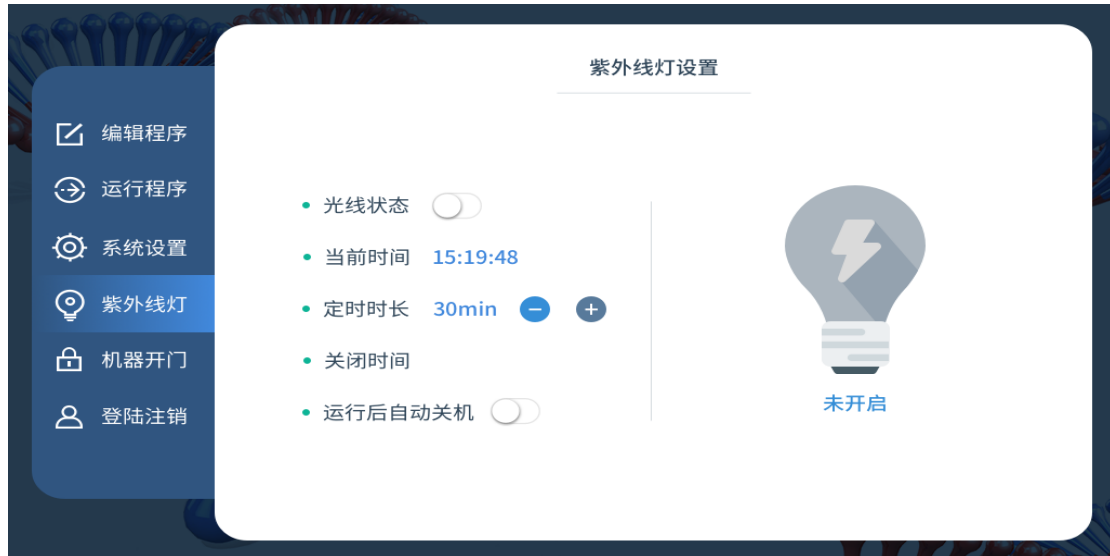 编辑程序
运行程序
系统设置
紫外线灯
机器开门
登陆注销
紫外线灯设置
光线状态
当前时间 15:19:48
定时时长 30min − +
关闭时间
运行后自动关机
未开启